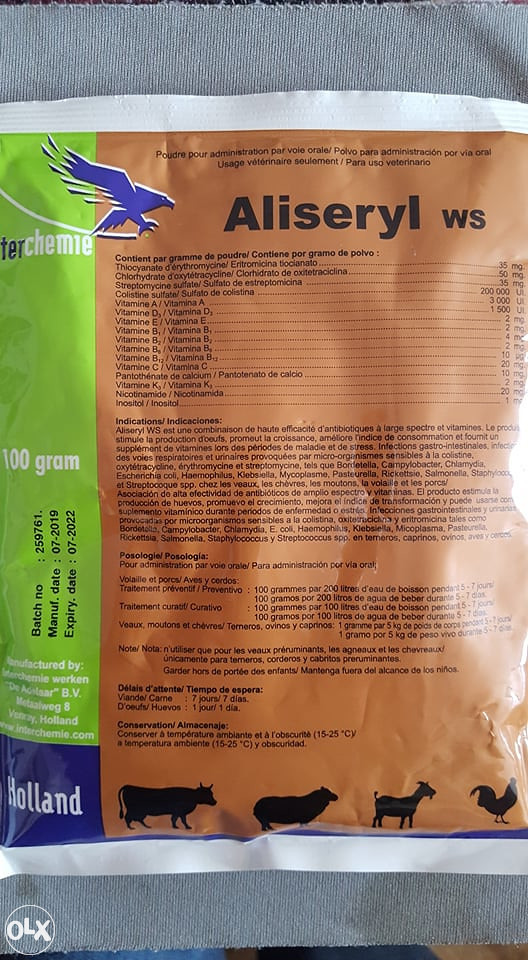 Poudre pour administration par voie orale/ Polvo para administración por via oral
Usage vétérinaire seulement / Para uso veterinario
Aliseryl WS
terchemie
Contient par gramme de poudre/ Contiene por gramo de polvo :
Thiocyanate d'érythromycine/ Eritromicina tiocianato 35 mg.
Chlorhydrate d'oxytétracycline/ Clorhidrato de oxitetraciclina 50 mg.
Streptomycine sulfate/ Sulfato de estreptomicina 35 mg.
Colistine sulfate/ Sulfato de colistina 200 000 UI.
Vitamine A / Vitamina A 3 000 UI.
Vitamine D3 / Vitamina D3 1 500 UI.
Vitamine E / Vitamina E 2 mg.
Vitamine B1 / Vitamina B1 2 mg.
Vitamine B2 / Vitamina B2 4 mg.
Vitamine B6 / Vitamina B6 2 mg.
Vitamine B12 / Vitamina B12 10 µg.
Vitamine C / Vitamina C 20 mg.
Pantothénate de calcium / Pantotenato de calcio 10 mg.
Vitamine K3 / Vitamina K3 2 mg.
Nicotinamide / Nicotinamida 20 mg.
Inositol / Inositol 1 mg
Indications/ Indicaciones:
Aliseryl WS est une combinaison de haute efficacité d'antibiotiques à large spectre et vitamines. Le produi
stimule la production d'oeufs, promeut la croissance, améliore l'indice de consommation et fournit un
supplément de vitamines lors des périodes de maladie et de stress. Infections gastro-intestinales, infectio
des voies respiratoires et urinaires provoquées par micro-organismes sensibles à la colistine,
oxytétracycline, érythromycine et streptomycine, tels que Bordetella, Campylobacter, Chlamydia,
Escherichia coli, Haemophilus, Klebsiella, Mycoplasme, Pasteurella, Rickettsie, Salmonella, Staphylococ
et Streptocoque spp. chez les veaux, les chèvres, les moutons, la volaille et les porcs/
Asociación de alta efectividad de antibióticos de amplio espectro y vitaminas. El producto estimula la
producción de huevos, promuevo el crecimiento, mejora el índice de transformación y puede usarse com
suplemento vitamínico durante periodos de enfermedad o estrés. Infecciones gastrointestinales y urinaria
provocadas por microorganismos sensibles a la colistina, oxitetraciclina y eritromicina tales como
Bordetella, Campylobacter, Chlamydia, E. coli, Haemophilus, Klebsiella, Micoplasma, Pasteurella,
Rickettsia, Salmonella, Staphylococcus y Streptococcus spp. en terneros, caprinos, ovinos, aves y cerdos.
Posologie/ Posología:
Pour administration par voie orale/ Para administración por via oral:
Volaille et porcs/ Aves y cerdos:
Traitement préventif / Preventivo : 100 grammes par 200 litres d'eau de boisson pendant 5 - 7 jours/
100 gramos por 200 litros de agua de beber durante 5 - 7 días.
Traitement curatif/ Curativo : 100 grammes par 100 litres d'eau de boisson pendant 5 - 7 jours/
100 gramos por 100 litros de agua de beber durante 5 - 7 días.
Veaux, moutons et chèvres/ Terneros, ovinos y caprinos: 1 gramme par 5 kg de poids de corps pendant 5 - 7 jours/
1 gramo por 5 kg de peso vivo durante 5 - 7 días.
Note/ Nota: n'utiliser que pour les veaux préruminants, les agneaux et les chevreaux/
únicamente para terneros, corderos y cabritos preruminantes.
Garder hors de portée des enfants/ Mantenga fuera del alcance de los niños.
Délais d'attente/ Tiempo de espera:
Viande/ Carne : 7 jours/ 7 días.
D'oeufs/ Huevos : 1 jour/ 1 día.
Conservation/ Almacenaje:
Conserver à température ambiante et à l'obscurité (15-25 °C)/
a temperatura ambiente (15-25 °C) y obscuridad.
100 gram
Batch no : 259761.
Manuf. date : 07-2019
Expiry. date : 07-2022
Manufactured by:
Interchemie werken
"De Adelaar" B.V.
Metaalweg 8
Venray, Holland
www.interchemie.com
Holland
OLX